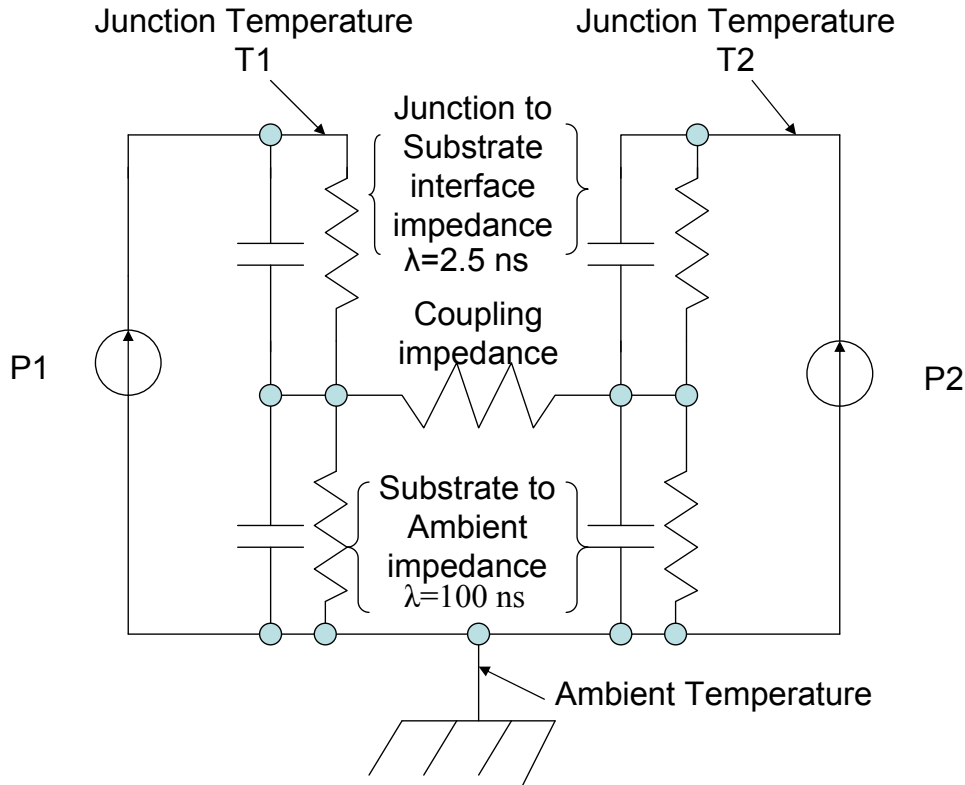 Junction Temperature
T1
Junction Temperature
T2
Junction to
Substrate
interface
impedance
λ=2.5 ns
Coupling
impedance
P1
P2
Substrate to
Ambient
impedance
λ=100 ns
Ambient Temperature